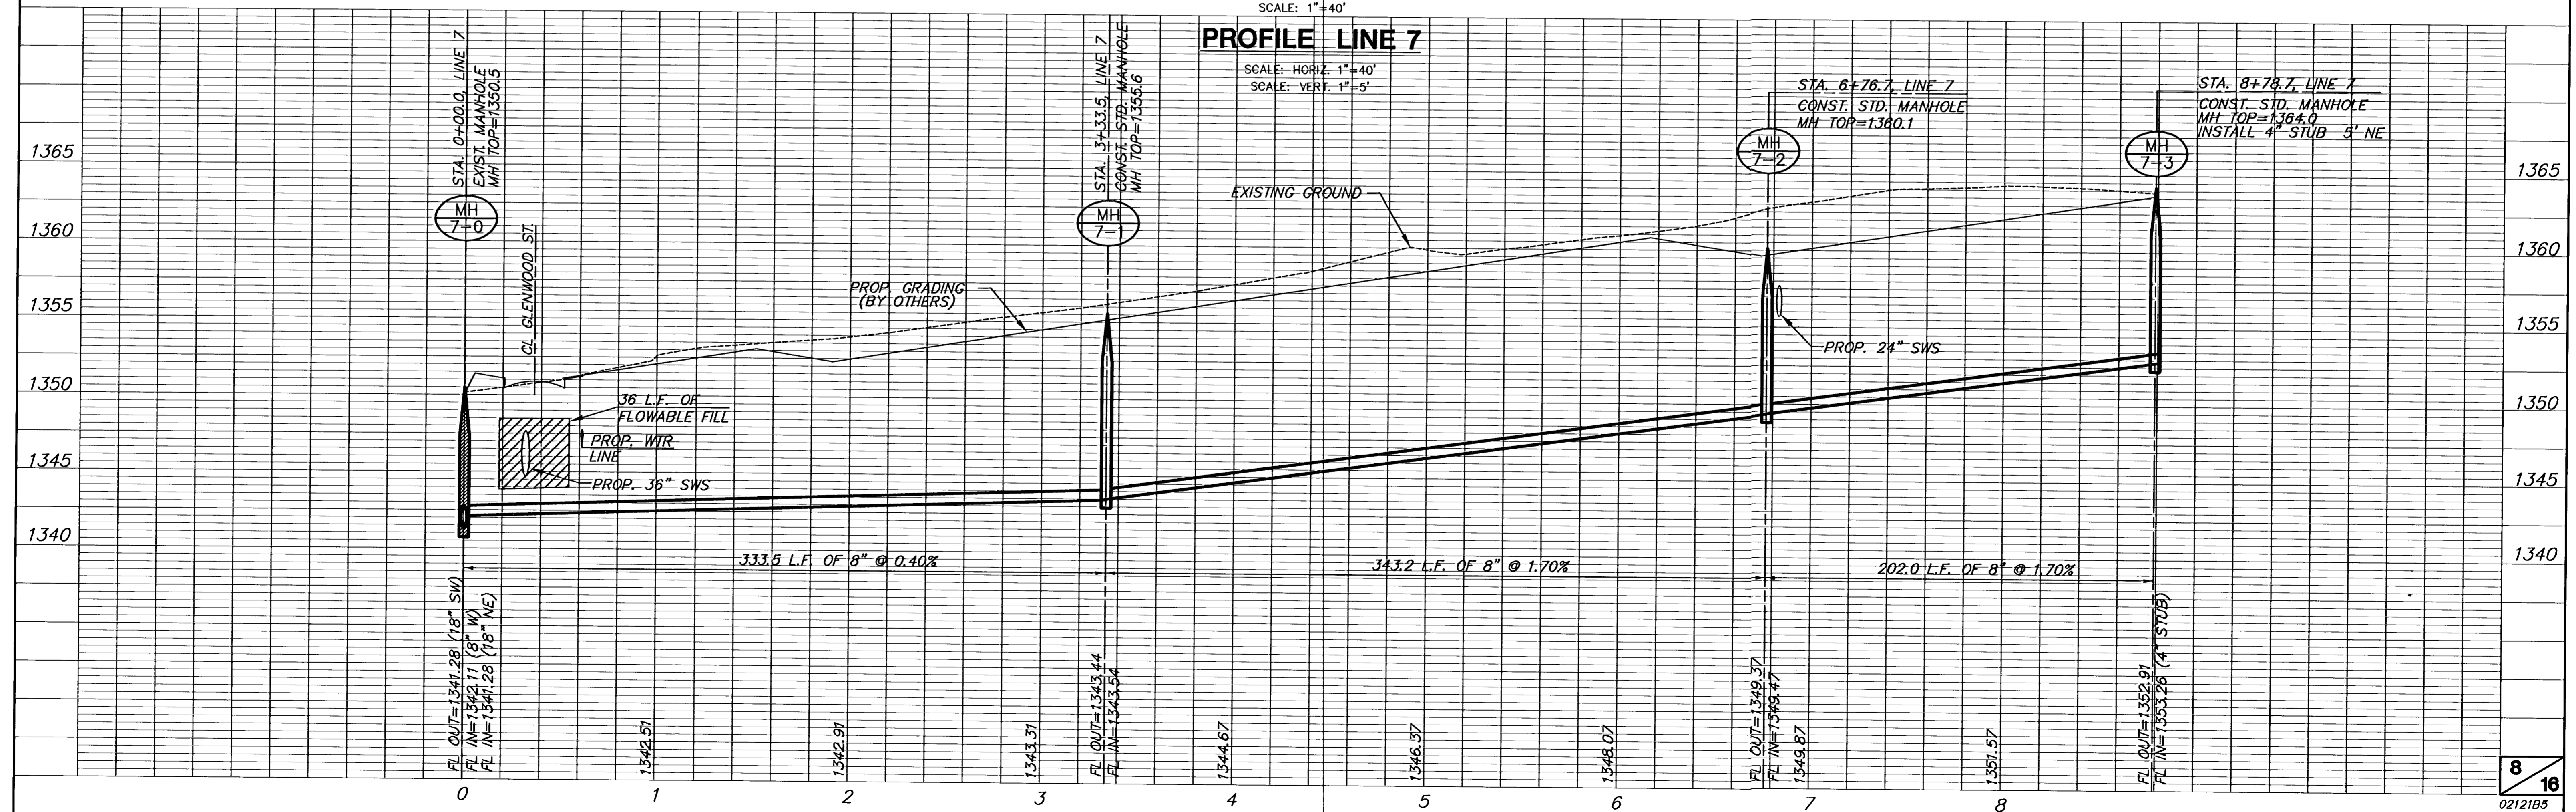 SCALE: 1"=40'
PROFILE LINE 7
SCALE: HORIZ. 1"=40'
SCALE: VERT. 1"=5'
STA. 0+00.0, LINE 7
EXIST. MANHOLE
MH TOP=1350.5
MH
7-0
CL GLENWOOD ST.
STA. 3+33.5, LINE 7
CONST. STD. MANHOLE
MH TOP=1355.6
MH
7-1
STA. 6+76.7, LINE 7
CONST. STD. MANHOLE
MH TOP=1360.1
MH
7-2
STA. 8+78.7, LINE 7
CONST. STD. MANHOLE
MH TOP=1364.0
INSTALL 4" STUB 5' NE
MH
7-3
1365
1360
1355
1350
1345
1340
1365
1360
1355
1350
1345
1340
EXISTING GROUND
PROP. GRADING
(BY OTHERS)
36 L.F. OF
FLOWABLE FILL
PROP. WTR
LINE
PROP. 36" SWS
PROP. 24" SWS
333.5 L.F. OF 8" @ 0.40%
343.2 L.F. OF 8" @ 1.70%
202.0 L.F. OF 8" @ 1.70%
FL OUT=1341.28 (18" SW)
FL IN=1342.11 (8" W)
FL IN=1341.28 (18" NE)
1342.51
1342.91
1343.31
FL OUT=1343.44
FL IN=1343.54
1344.67
1346.37
1348.07
FL OUT=1349.37
FL IN=1349.47
1349.87
1351.57
FL OUT=1352.91
FL IN=1353.26 (4" STUB)
0
1
2
3
4
5
6
7
8
8
16
02121B5